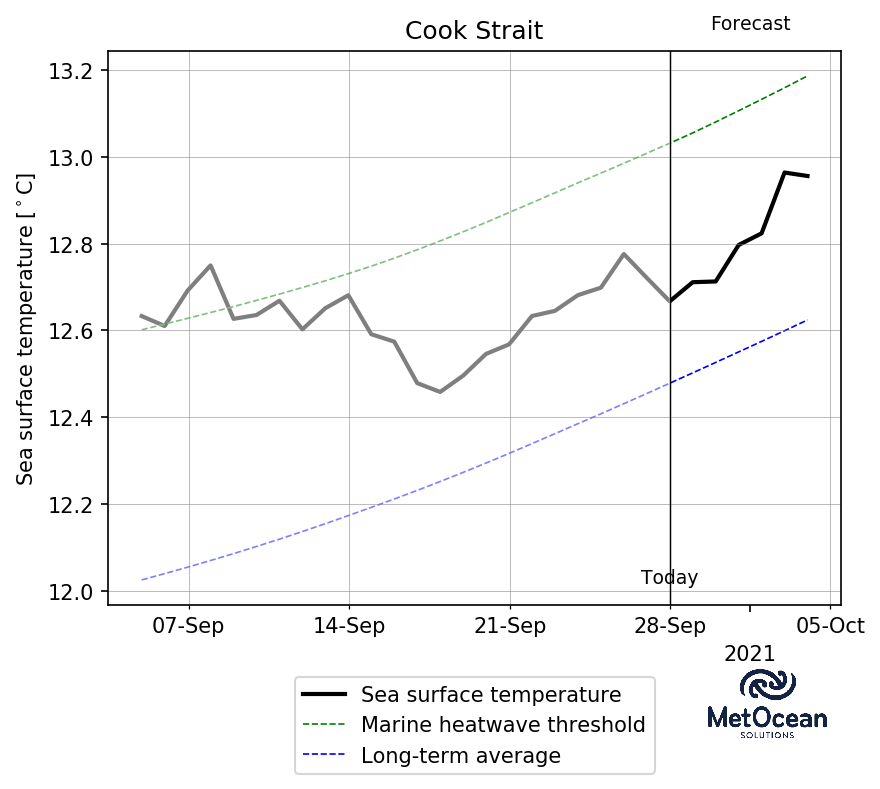 Cook Strait
Forecast
13.2
13.0
12.8
12.6
12.4
12.2
12.0
Sea surface temperature [°C]
Today
07-Sep 14-Sep 21-Sep 28-Sep 05-Oct
2021
Sea surface temperature
Marine heatwave threshold
Long-term average
MetOcean
SOLUTIONS